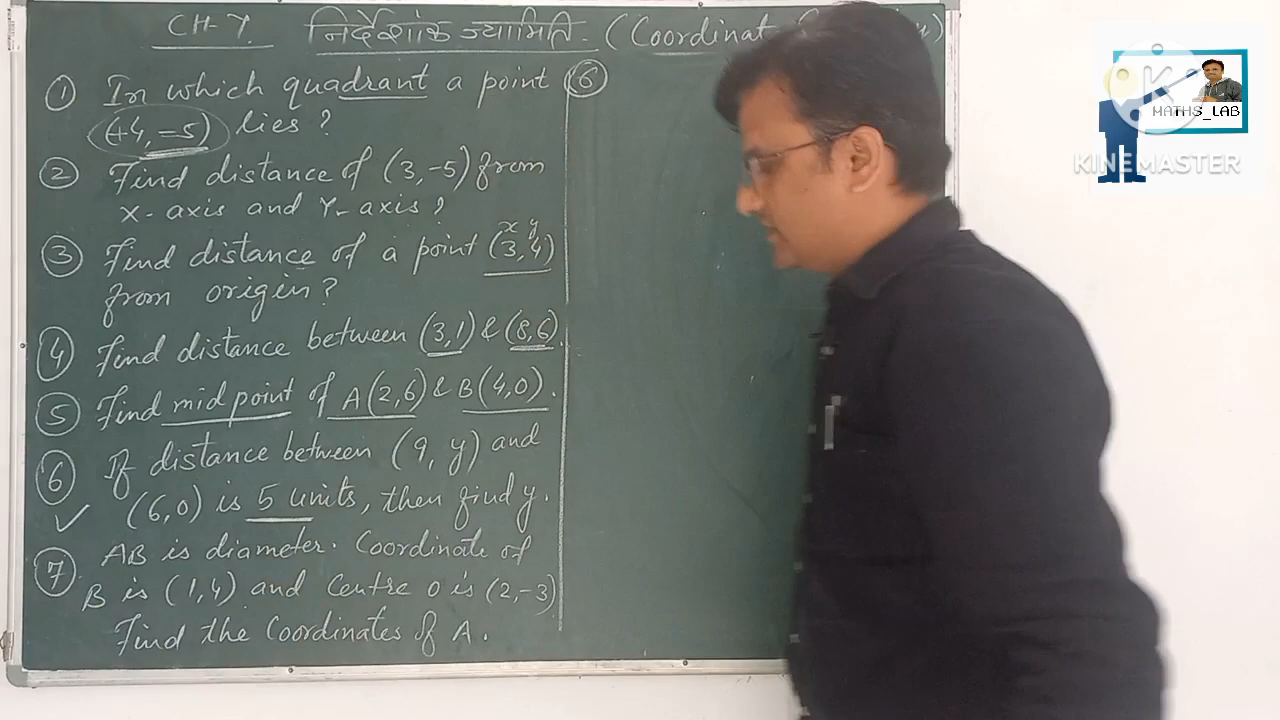 CH-7. निर्देशांक ज्यामिति. (Coordinat
① In which quadrant a point
(+4, -5) lies?
② Find distance of (3, -5) from
X-axis and Y-axis?
x y
③ Find distance of a point (3, 4)
from origin?
④ Find distance between (3, 1) & (8, 6).
⑤ Find mid point of A(2, 6) & B(4, 0).
⑥ If distance between (9, y) and
(6, 0) is 5 units, then find y.
⑦ AB is diameter. Coordinate of
B is (1, 4) and centre O is (2, -3)
Find the Coordinates of A.
⑥
K
MATHS_LAB
KINEMASTER